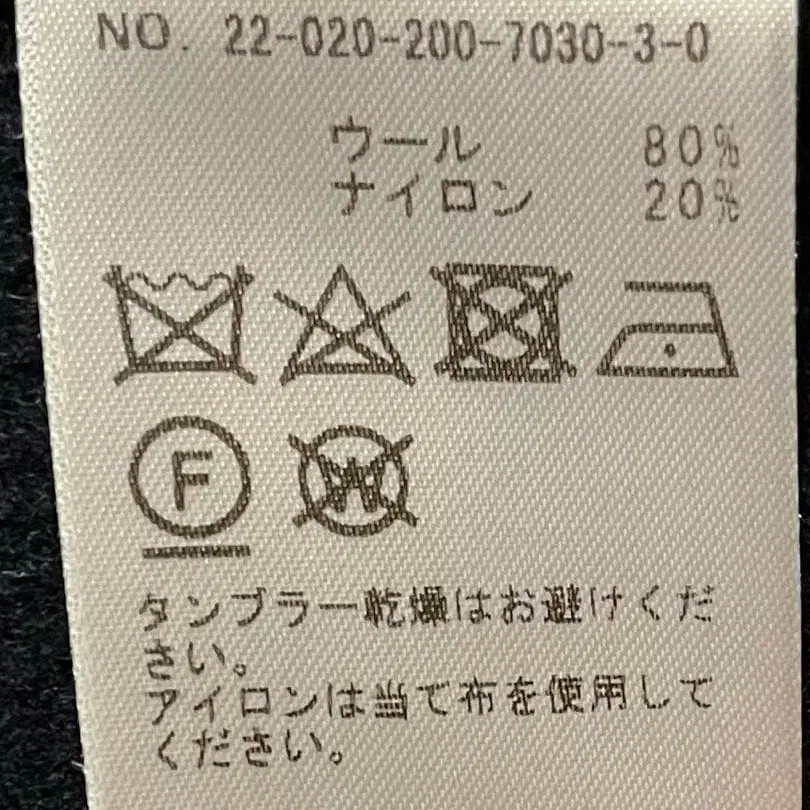 NO. 22-020-200-7030-3-0
ウール 80%
ナイロン 20%
F
W
タンブラー乾燥はお避けくだ
さい。
アイロンは当て布を使用して
ください。